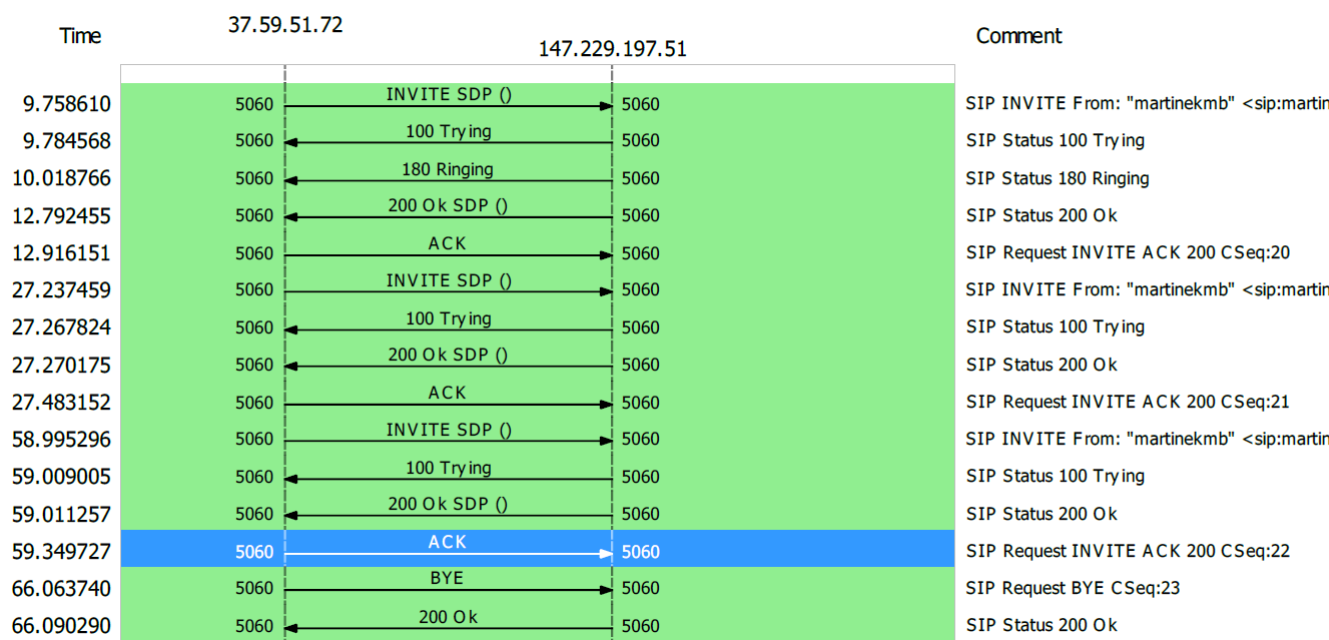 Time 37.59.51.72 147.229.197.51 Comment
9.758610 5060 INVITE SDP () 5060 SIP INVITE From: "martinekmb" <sip:martin
9.784568 5060 100 Trying 5060 SIP Status 100 Trying
10.018766 5060 180 Ringing 5060 SIP Status 180 Ringing
12.792455 5060 200 Ok SDP () 5060 SIP Status 200 Ok
12.916151 5060 ACK 5060 SIP Request INVITE ACK 200 CSeq:20
27.237459 5060 INVITE SDP () 5060 SIP INVITE From: "martinekmb" <sip:martin
27.267824 5060 100 Trying 5060 SIP Status 100 Trying
27.270175 5060 200 Ok SDP () 5060 SIP Status 200 Ok
27.483152 5060 ACK 5060 SIP Request INVITE ACK 200 CSeq:21
58.995296 5060 INVITE SDP () 5060 SIP INVITE From: "martinekmb" <sip:martin
59.009005 5060 100 Trying 5060 SIP Status 100 Trying
59.011257 5060 200 Ok SDP () 5060 SIP Status 200 Ok
59.349727 5060 ACK 5060 SIP Request INVITE ACK 200 CSeq:22
66.063740 5060 BYE 5060 SIP Request BYE CSeq:23
66.090290 5060 200 Ok 5060 SIP Status 200 Ok